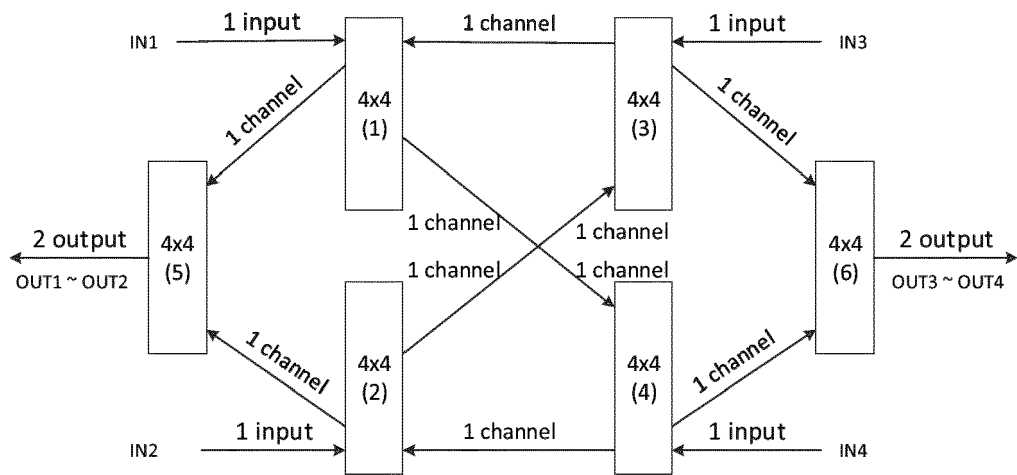 IN1
1 input
1 channel
1 input
IN3
4x4
(1)
4x4
(3)
1 channel
1 channel
2 output
OUT1 ~ OUT2
4x4
(5)
1 channel
1 channel
1 channel
1 channel
4x4
(6)
2 output
OUT3 ~ OUT4
1 channel
4x4
(2)
4x4
(4)
1 channel
IN2
1 input
1 channel
1 input
IN4